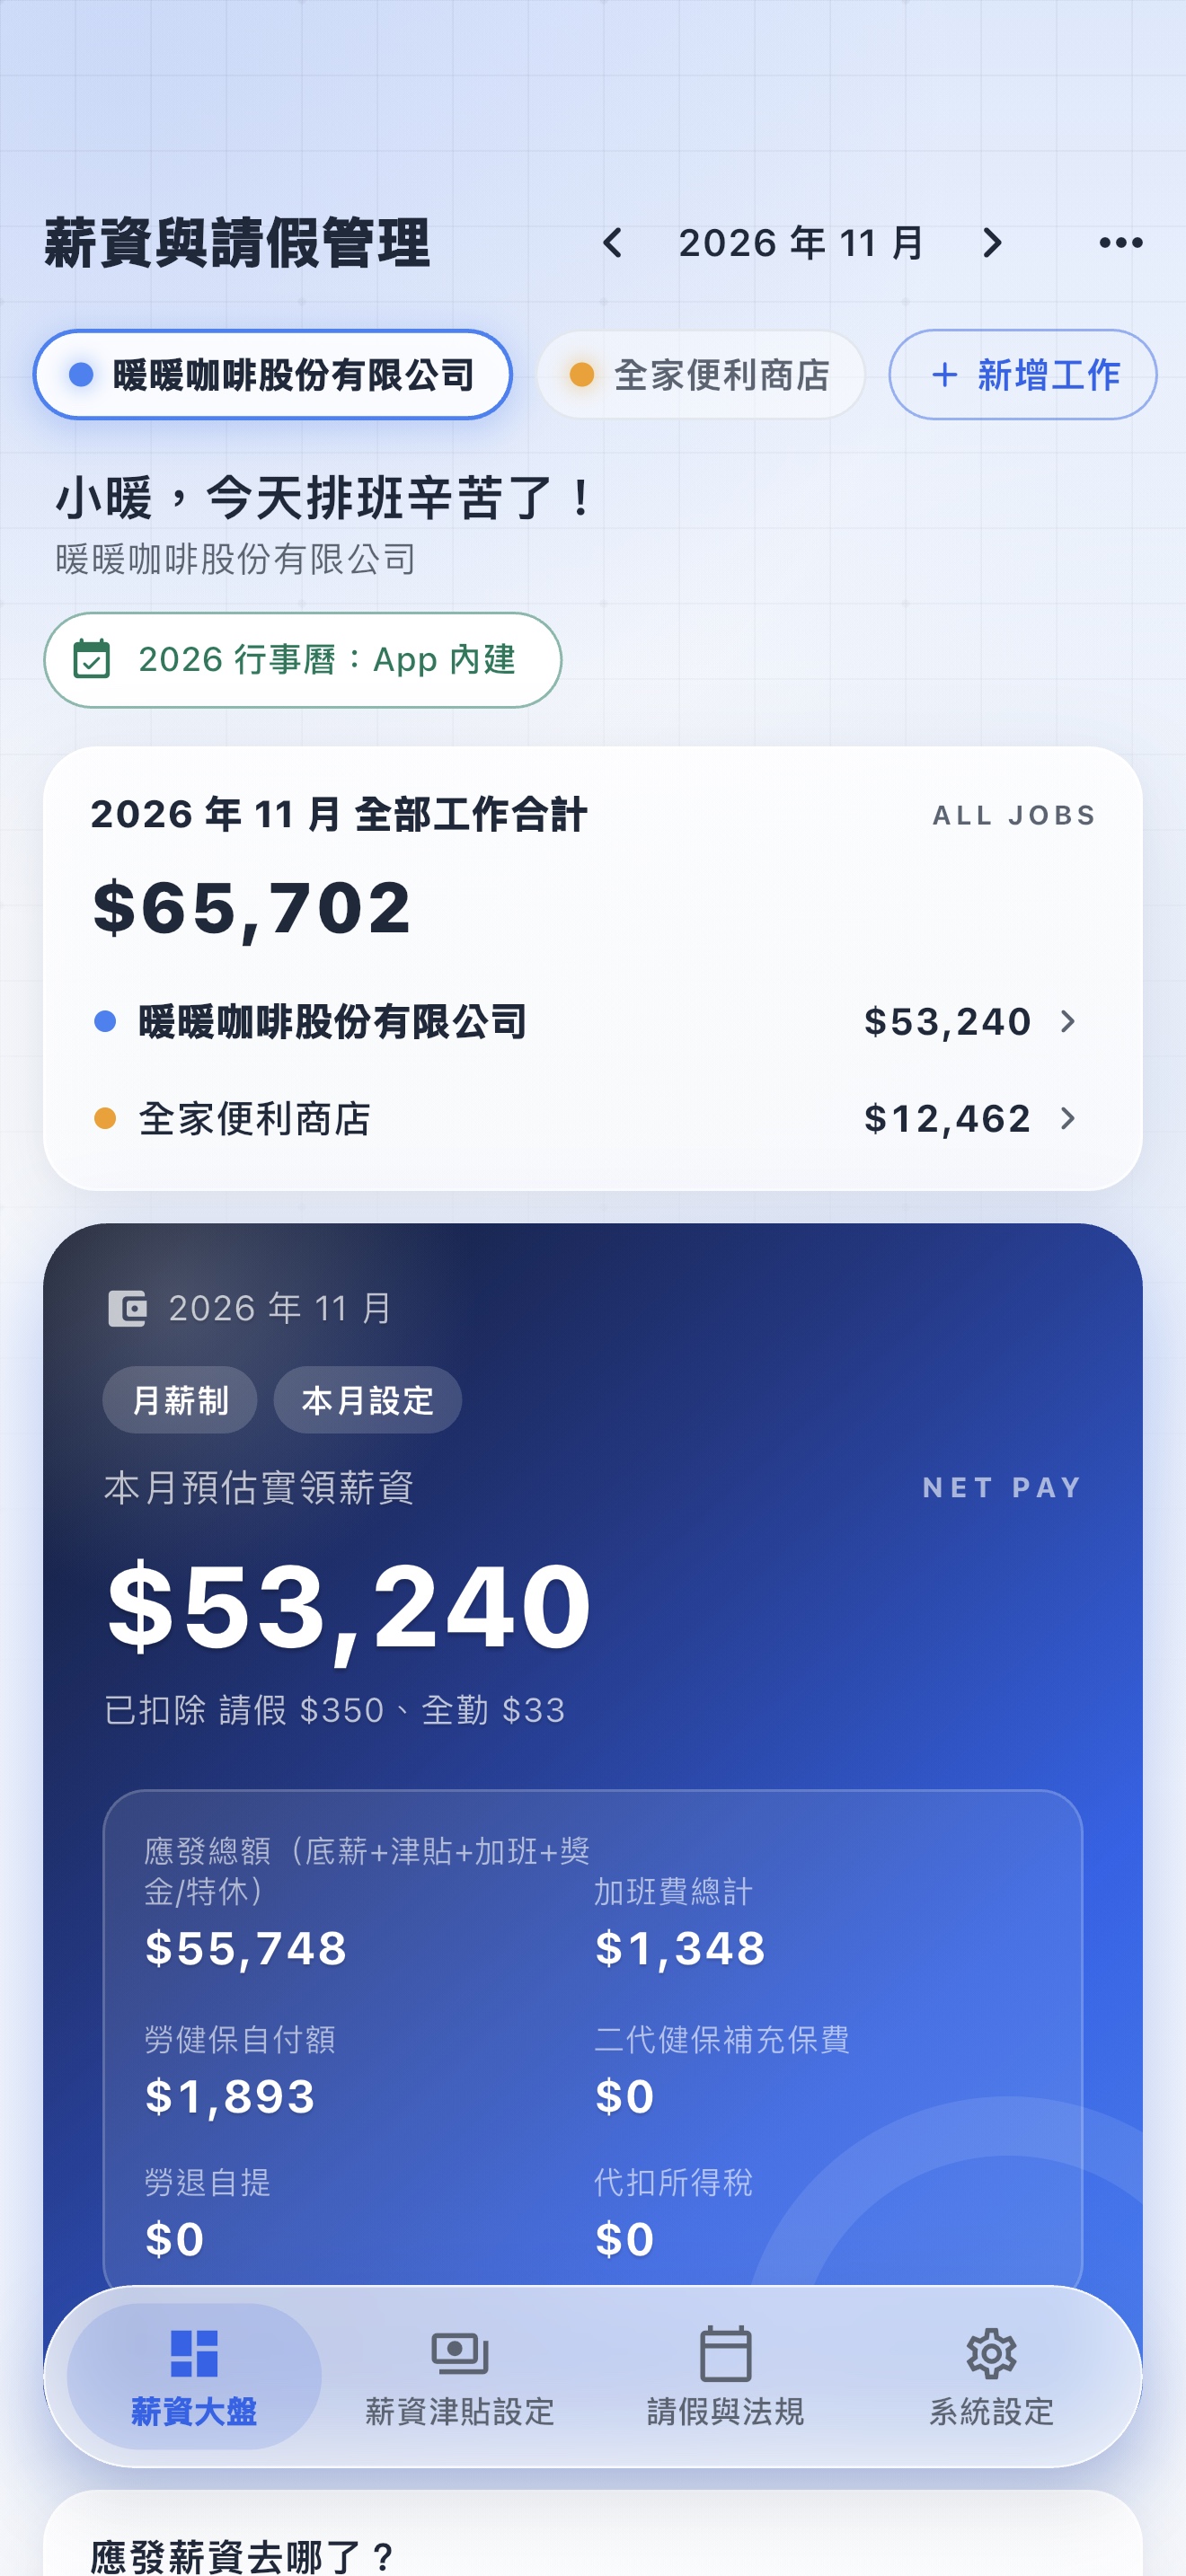 薪資與請假管理
2026 年 11 月
暖暖咖啡股份有限公司
全家便利商店
+ 新增工作
小暖，今天排班辛苦了！
暖暖咖啡股份有限公司
2026 行事曆：App 內建
2026 年 11 月 全部工作合計
ALL JOBS
$65,702
暖暖咖啡股份有限公司
$53,240
全家便利商店
$12,462
2026 年 11 月
月薪制
本月設定
本月預估實領薪資
NET PAY
$53,240
已扣除 請假 $350、全勤 $33
應發總額（底薪+津貼+加班+獎
金/特休）
$55,748
加班費總計
$1,348
勞健保自付額
$1,893
二代健保補充保費
$0
勞退自提
$0
代扣所得稅
$0
薪資大盤
薪資津貼設定
請假與法規
系統設定
應發薪資去哪了？